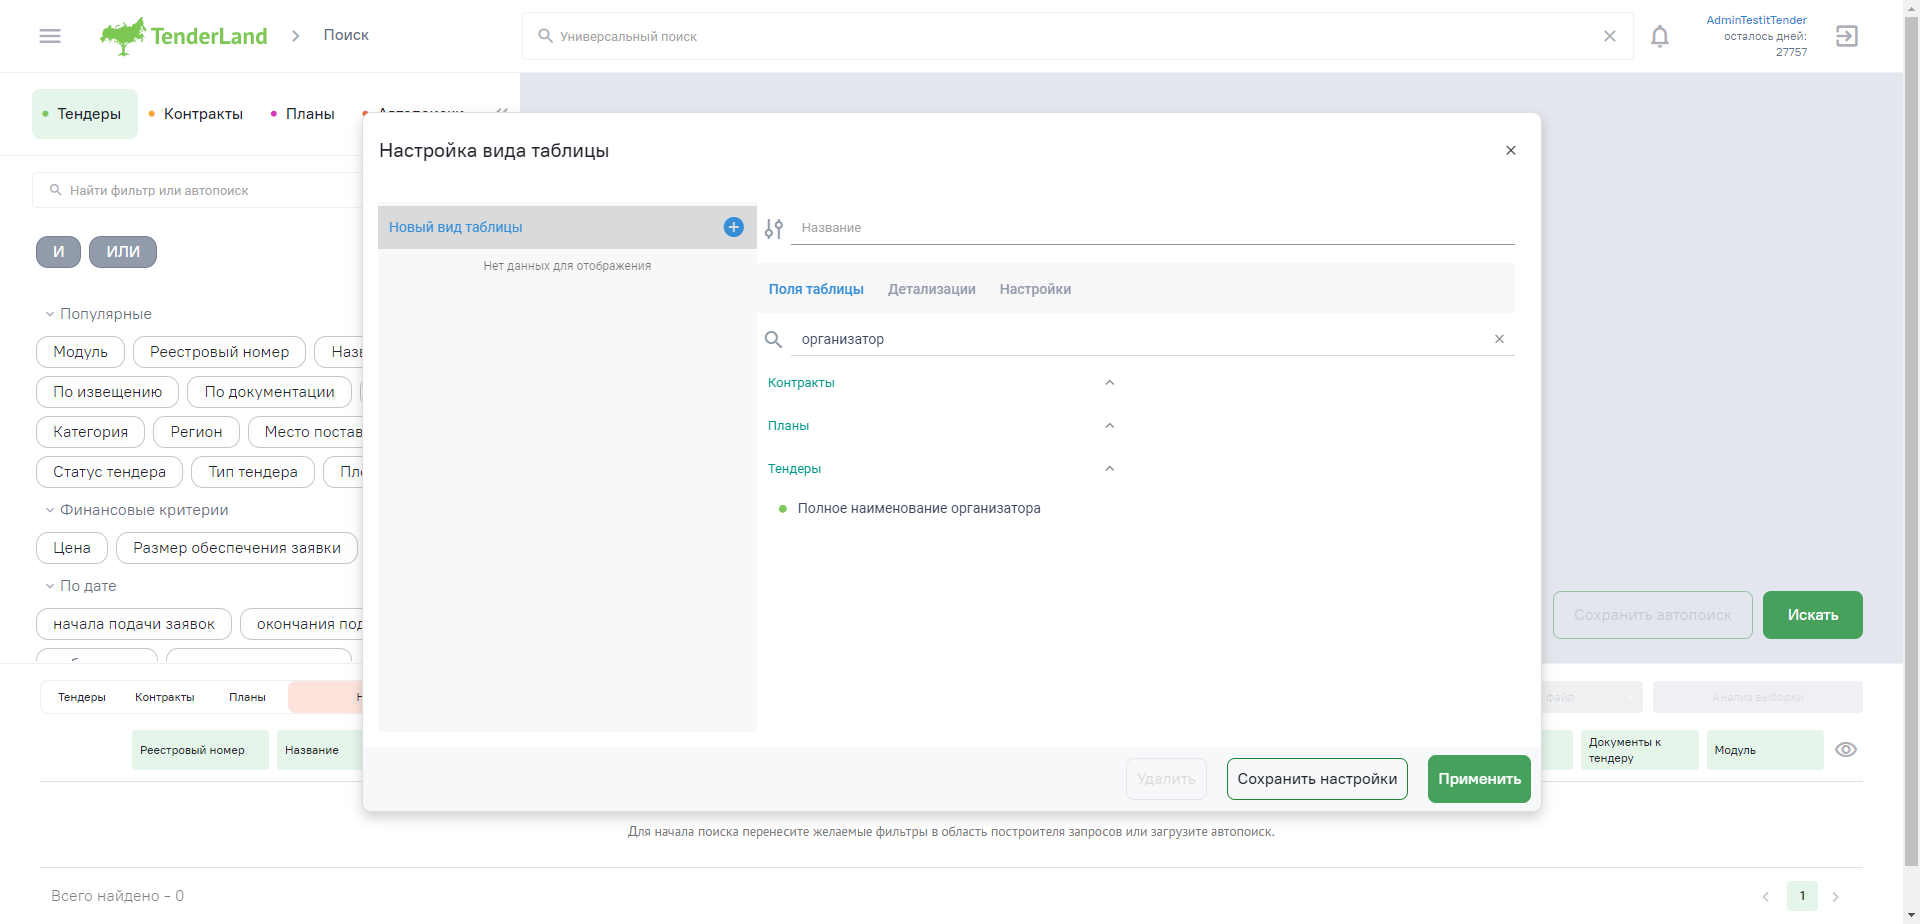 TenderLand
Поиск
Универсальный поиск
AdminTestitTender
осталось дней:
27757
Тендеры
Контракты
Планы
Найти фильтр или автопоиск
И
ИЛИ
Популярные
Модуль
Реестровый номер
По извещению
По документации
Категория
Регион
Место постав
Статус тендера
Тип тендера
Финансовые критерии
Цена
Размер обеспечения заявки
По дате
начала подачи заявок
окончания под
Настройка вида таблицы
Новый вид таблицы
Нет данных для отображения
Название
Поля таблицы
Детализации
Настройки
организатор
Контракты
Планы
Тендеры
Полное наименование организатора
Удалить
Сохранить настройки
Применить
Сохранить автопоиск
Искать
Тендеры
Контракты
Планы
файл
Анализ выборки
Реестровый номер
Название
Документы к
тендеру
Модуль
Для начала поиска перенесите желаемые фильтры в область построителя запросов или загрузите автопоиск.
Всего найдено - 0
1